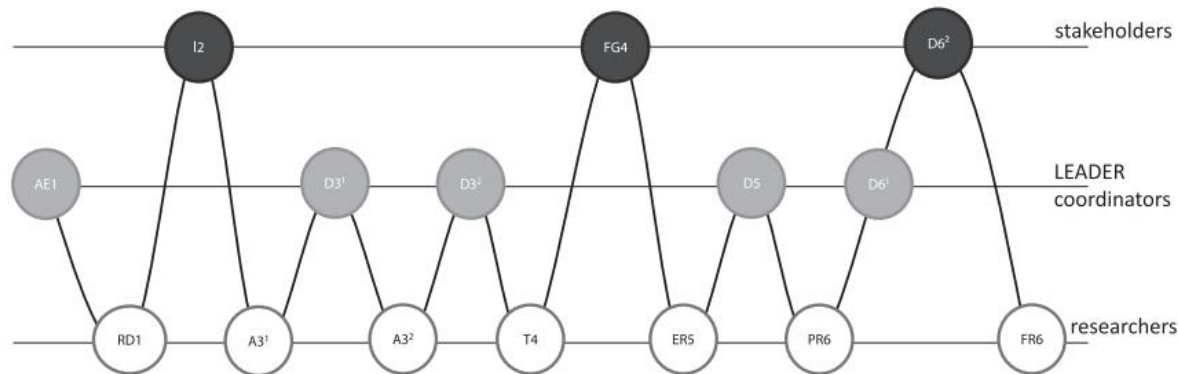 I2
FG4
D6²
stakeholders
AE1
D3¹
D3²
D5
D6¹
LEADER
coordinators
RD1
A3¹
A3²
T4
ER5
PR6
FR6
researchers